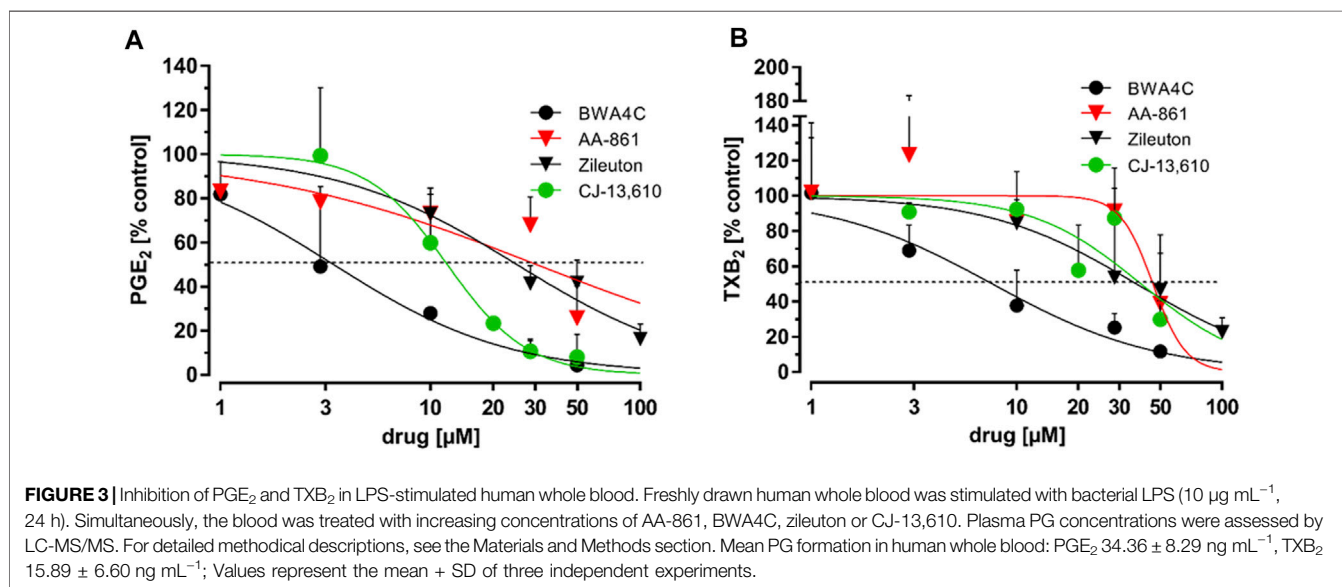 A
PGE2 [% control]
140
120
100
80
60
40
20
0
BWA4C
AA-861
Zileuton
CJ-13,610
1 3 10 20 30 50 100
drug [µM]
B
TXB2 [% control]
200
180
160
140
120
100
80
60
40
20
0
BWA4C
AA-861
Zileuton
CJ-13,610
1 3 10 20 30 50 100
drug [µM]
FIGURE 3 | Inhibition of PGE2 and TXB2 in LPS-stimulated human whole blood. Freshly drawn human whole blood was stimulated with bacterial LPS (10 µg mL−1,
24 h). Simultaneously, the blood was treated with increasing concentrations of AA-861, BWA4C, zileuton or CJ-13,610. Plasma PG concentrations were assessed by
LC-MS/MS. For detailed methodical descriptions, see the Materials and Methods section. Mean PG formation in human whole blood: PGE2 34.36 ± 8.29 ng mL−1, TXB2
15.89 ± 6.60 ng mL−1; Values represent the mean + SD of three independent experiments.